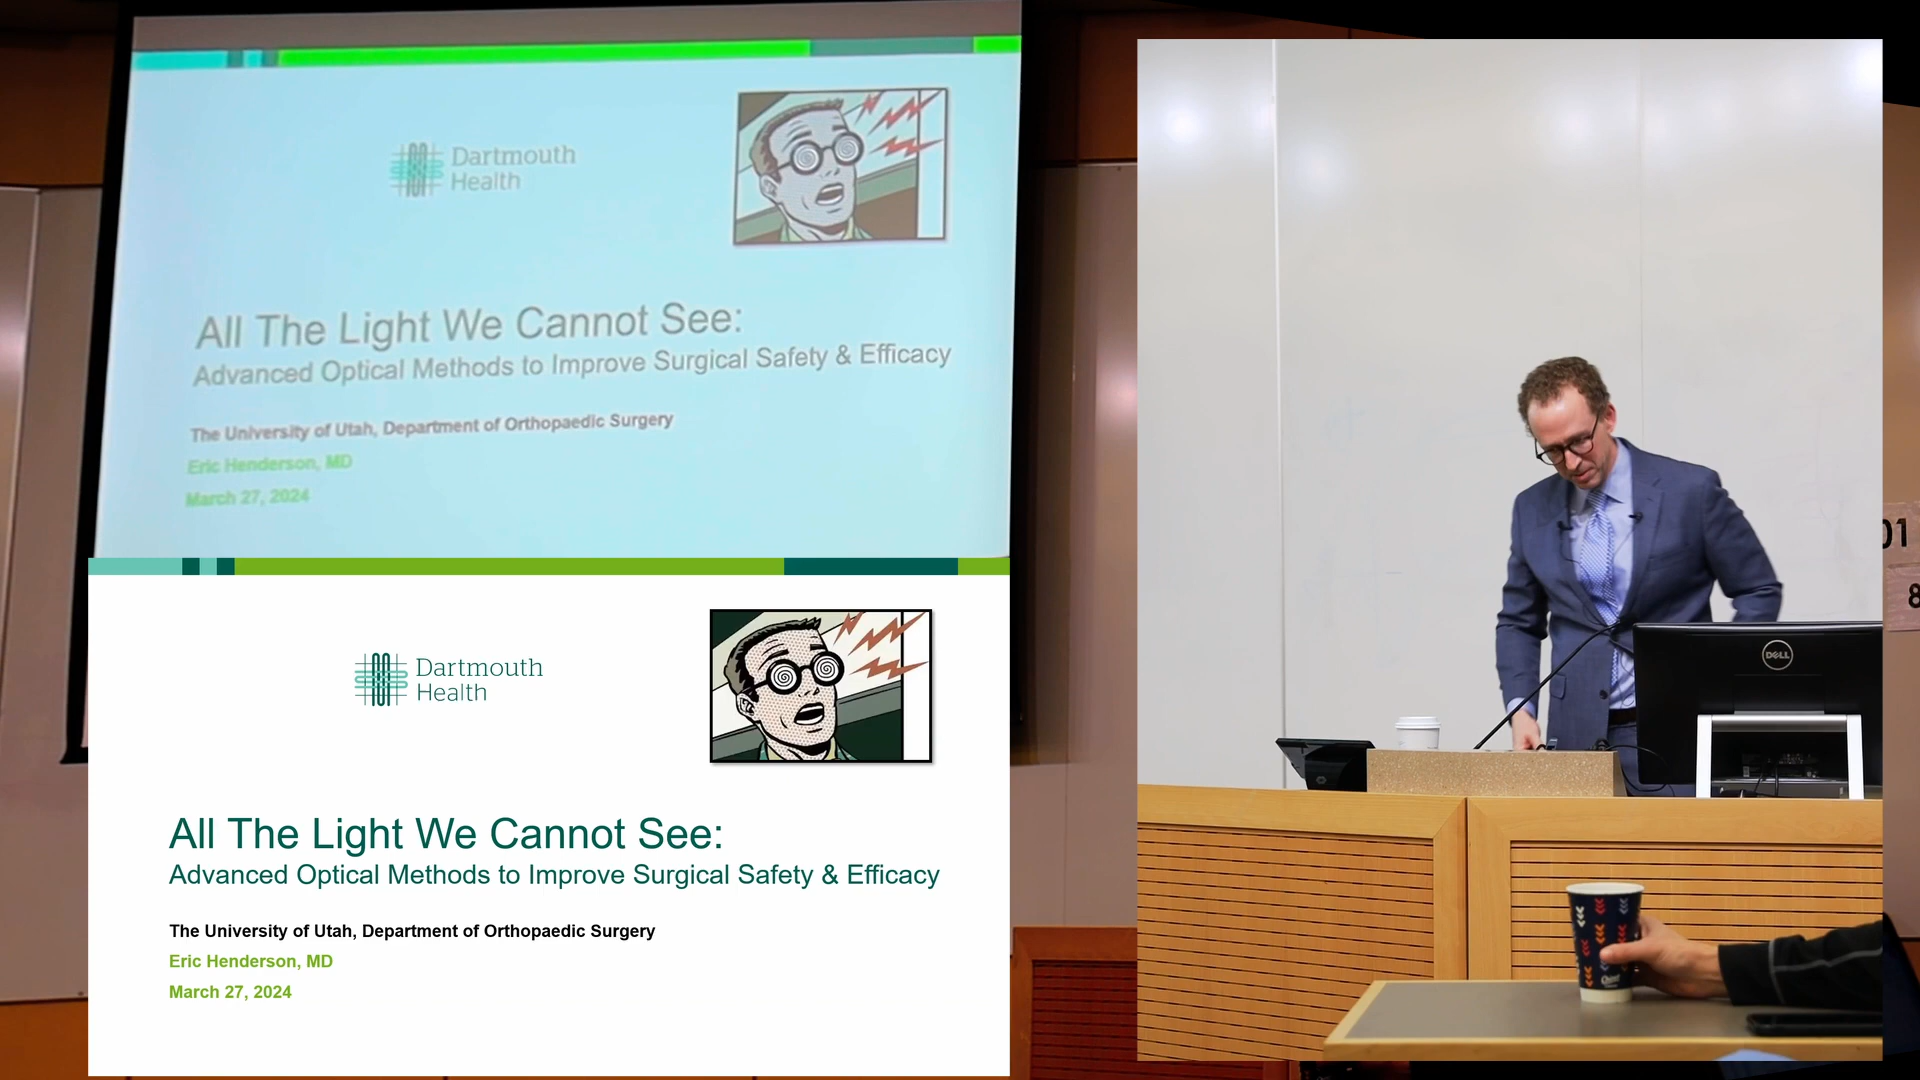 Dartmouth
Health
All The Light We Cannot See:
Advanced Optical Methods to Improve Surgical Safety & Efficacy
The University of Utah, Department of Orthopaedic Surgery
Eric Henderson, MD
March 27, 2024
Dartmouth
Health
All The Light We Cannot See:
Advanced Optical Methods to Improve Surgical Safety & Efficacy
The University of Utah, Department of Orthopaedic Surgery
Eric Henderson, MD
March 27, 2024
DELL
01
8